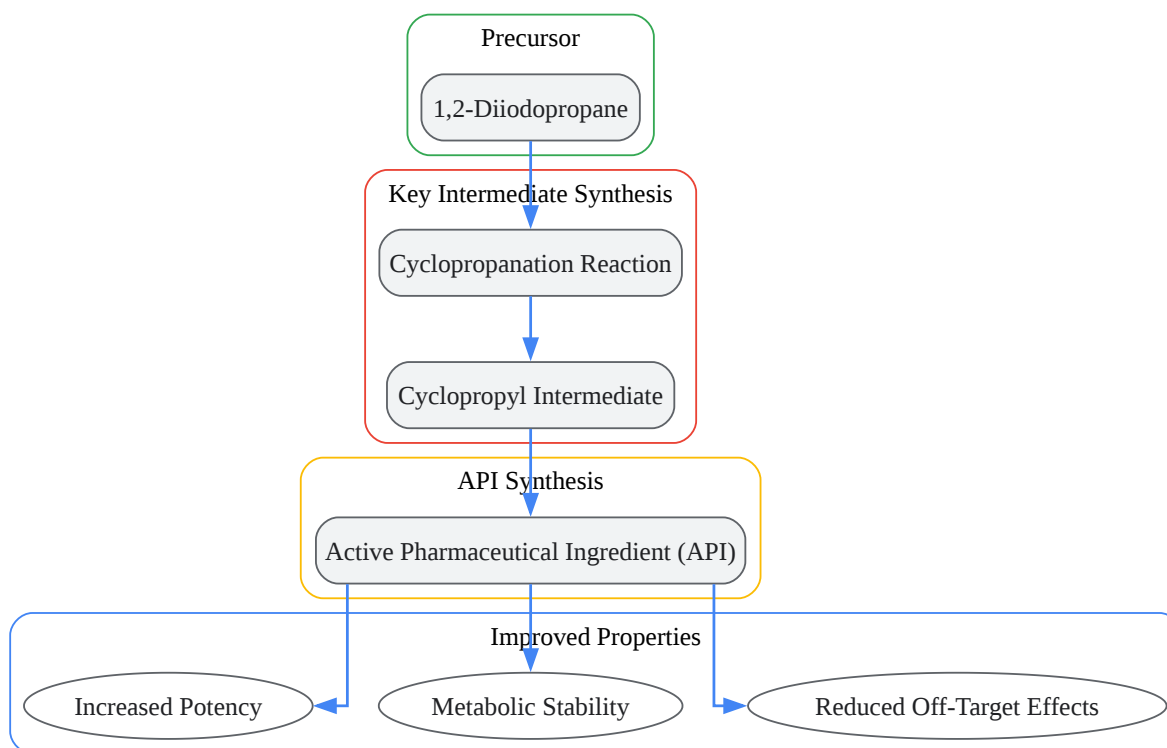 Precursor
1,2-Diiodopropane
Key Intermediate Synthesis
Cyclopropanation Reaction
Cyclopropyl Intermediate
API Synthesis
Active Pharmaceutical Ingredient (API)
Improved Properties
Increased Potency
Metabolic Stability
Reduced Off-Target Effects